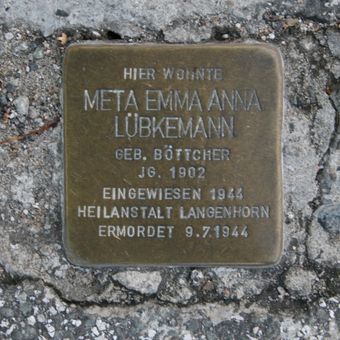 HIER WOHNTE
META EMMA ANNA
LÜBKEMANN
GEB. BÖTTCHER
JG. 1902
EINGEWIESEN 1944
HEILANSTALT LANGENHORN
ERMORDET 9.7.1944